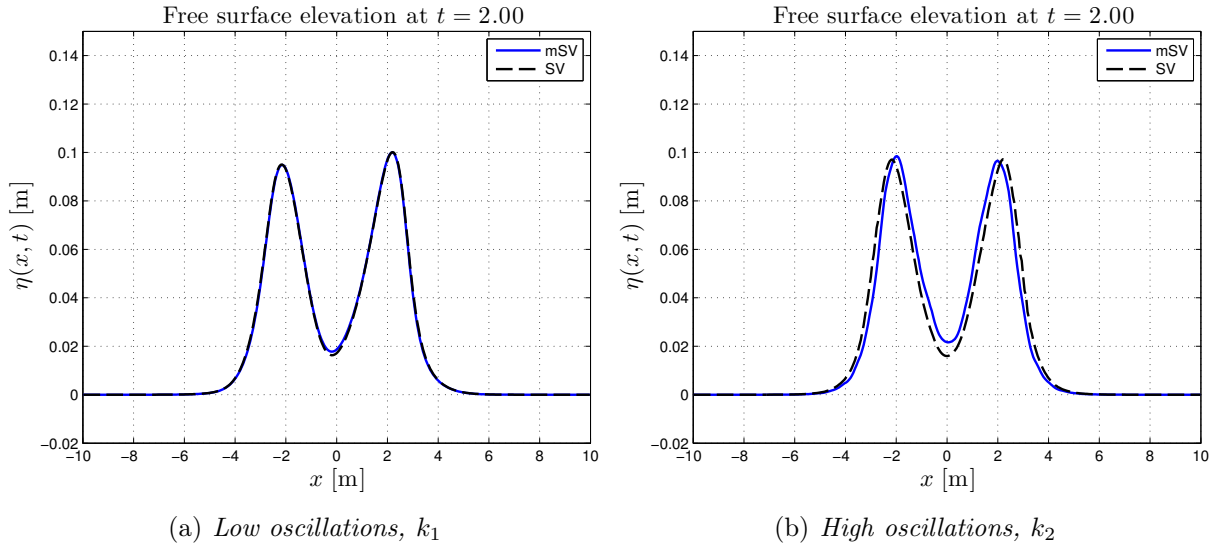 Free surface elevation at t = 2.00
0.14
0.12
0.1
0.08
0.06
0.04
0.02
0
−0.02
η(x, t) [m]
mSV
SV
−10 −8 −6 −4 −2 0 2 4 6 8 10
x [m]
(a) Low oscillations, k₁
Free surface elevation at t = 2.00
0.14
0.12
0.1
0.08
0.06
0.04
0.02
0
−0.02
η(x, t) [m]
mSV
SV
−10 −8 −6 −4 −2 0 2 4 6 8 10
x [m]
(b) High oscillations, k₂